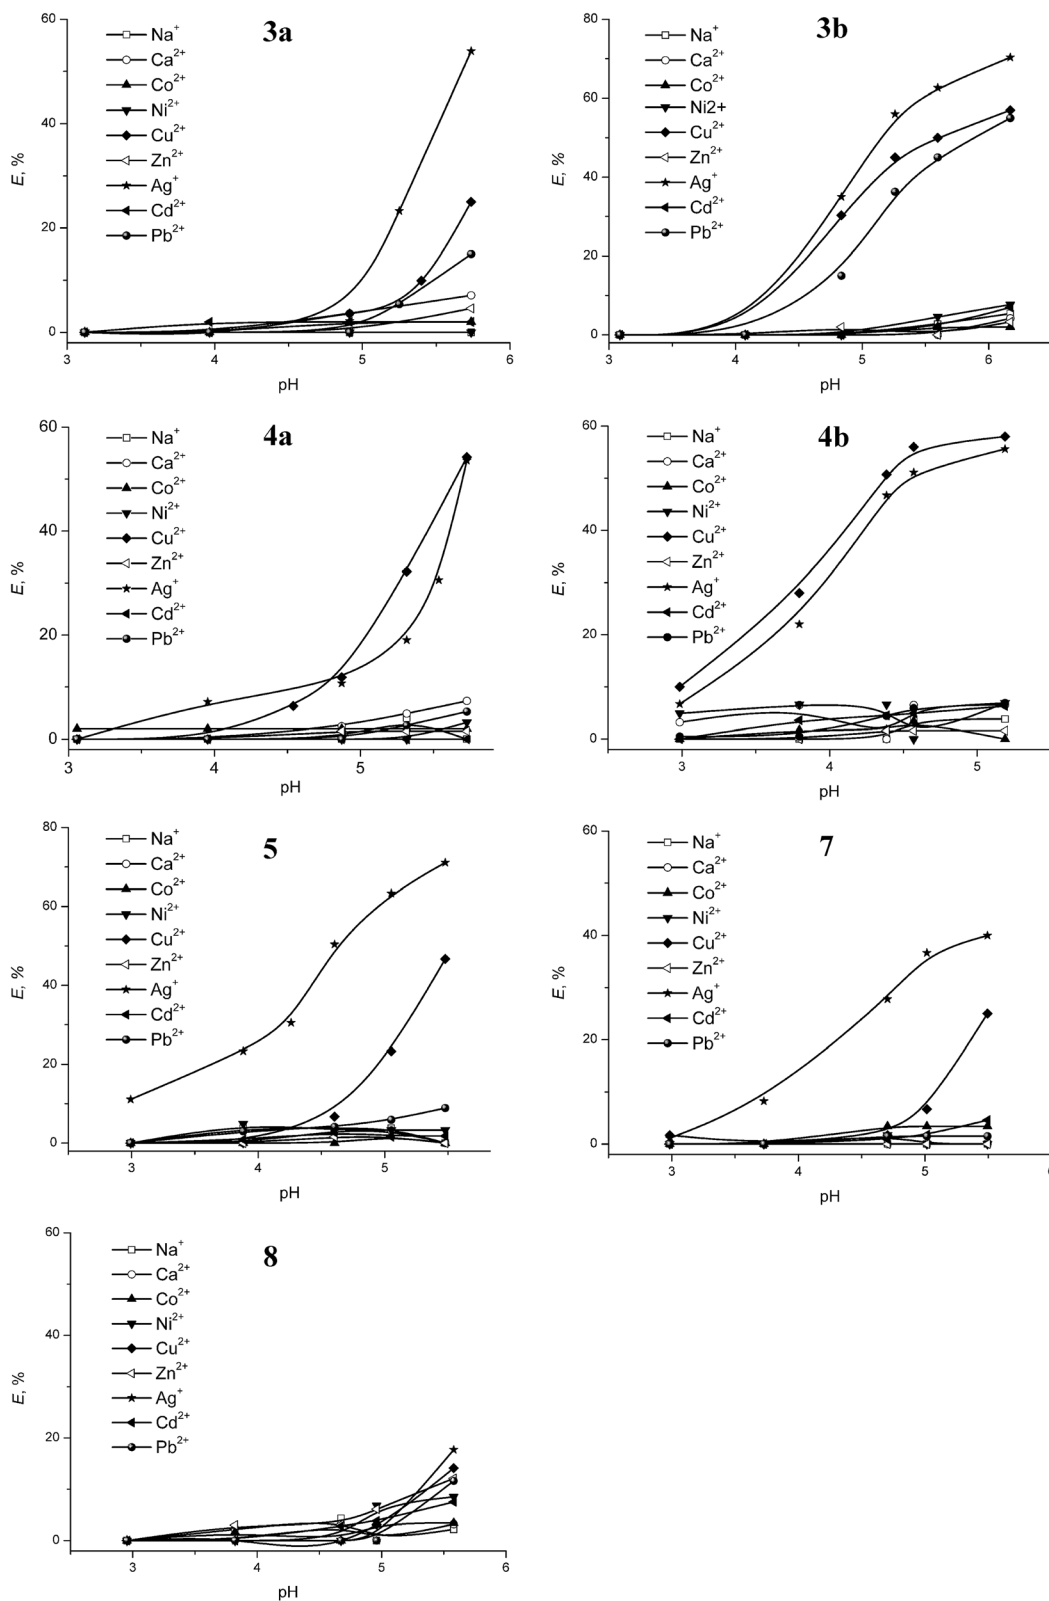 3a
60
40
20
0
E, %
Na⁺
Ca²⁺
Co²⁺
Ni²⁺
Cu²⁺
Zn²⁺
Ag⁺
Cd²⁺
Pb²⁺
3 4 5 6
pH
3b
80
60
40
20
0
E, %
Na⁺
Ca²⁺
Co²⁺
Ni2+
Cu²⁺
Zn²⁺
Ag⁺
Cd²⁺
Pb²⁺
3 4 5 6
pH
4a
60
40
20
0
E, %
Na⁺
Ca²⁺
Co²⁺
Ni²⁺
Cu²⁺
Zn²⁺
Ag⁺
Cd²⁺
Pb²⁺
3 4 5
pH
4b
60
40
20
0
E, %
Na⁺
Ca²⁺
Co²⁺
Ni²⁺
Cu²⁺
Zn²⁺
Ag⁺
Cd²⁺
Pb²⁺
3 4 5
pH
5
80
60
40
20
0
E, %
Na⁺
Ca²⁺
Co²⁺
Ni²⁺
Cu²⁺
Zn²⁺
Ag⁺
Cd²⁺
Pb²⁺
3 4 5
pH
7
60
40
20
0
E, %
Na⁺
Ca²⁺
Co²⁺
Ni²⁺
Cu²⁺
Zn²⁺
Ag⁺
Cd²⁺
Pb²⁺
3 4 5
pH
8
60
40
20
0
E, %
Na⁺
Ca²⁺
Co²⁺
Ni²⁺
Cu²⁺
Zn²⁺
Ag⁺
Cd²⁺
Pb²⁺
3 4 5 6
pH